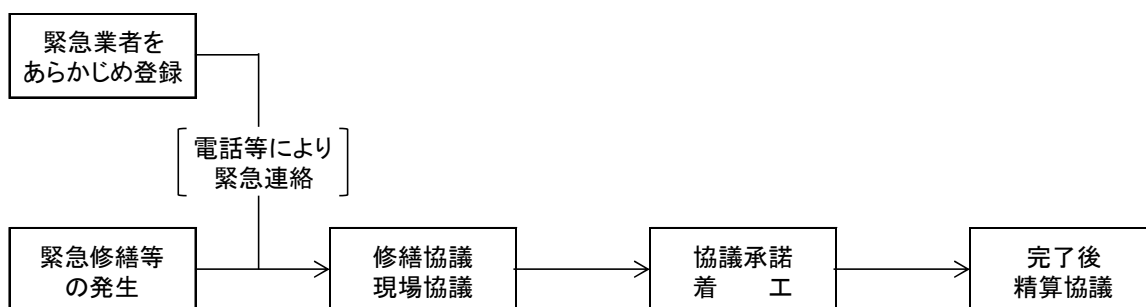 緊急業者を
あらかじめ登録
電話等により
緊急連絡
緊急修繕等
の発生
修繕協議
現場協議
協議承諾
着　　工
完了後
精算協議